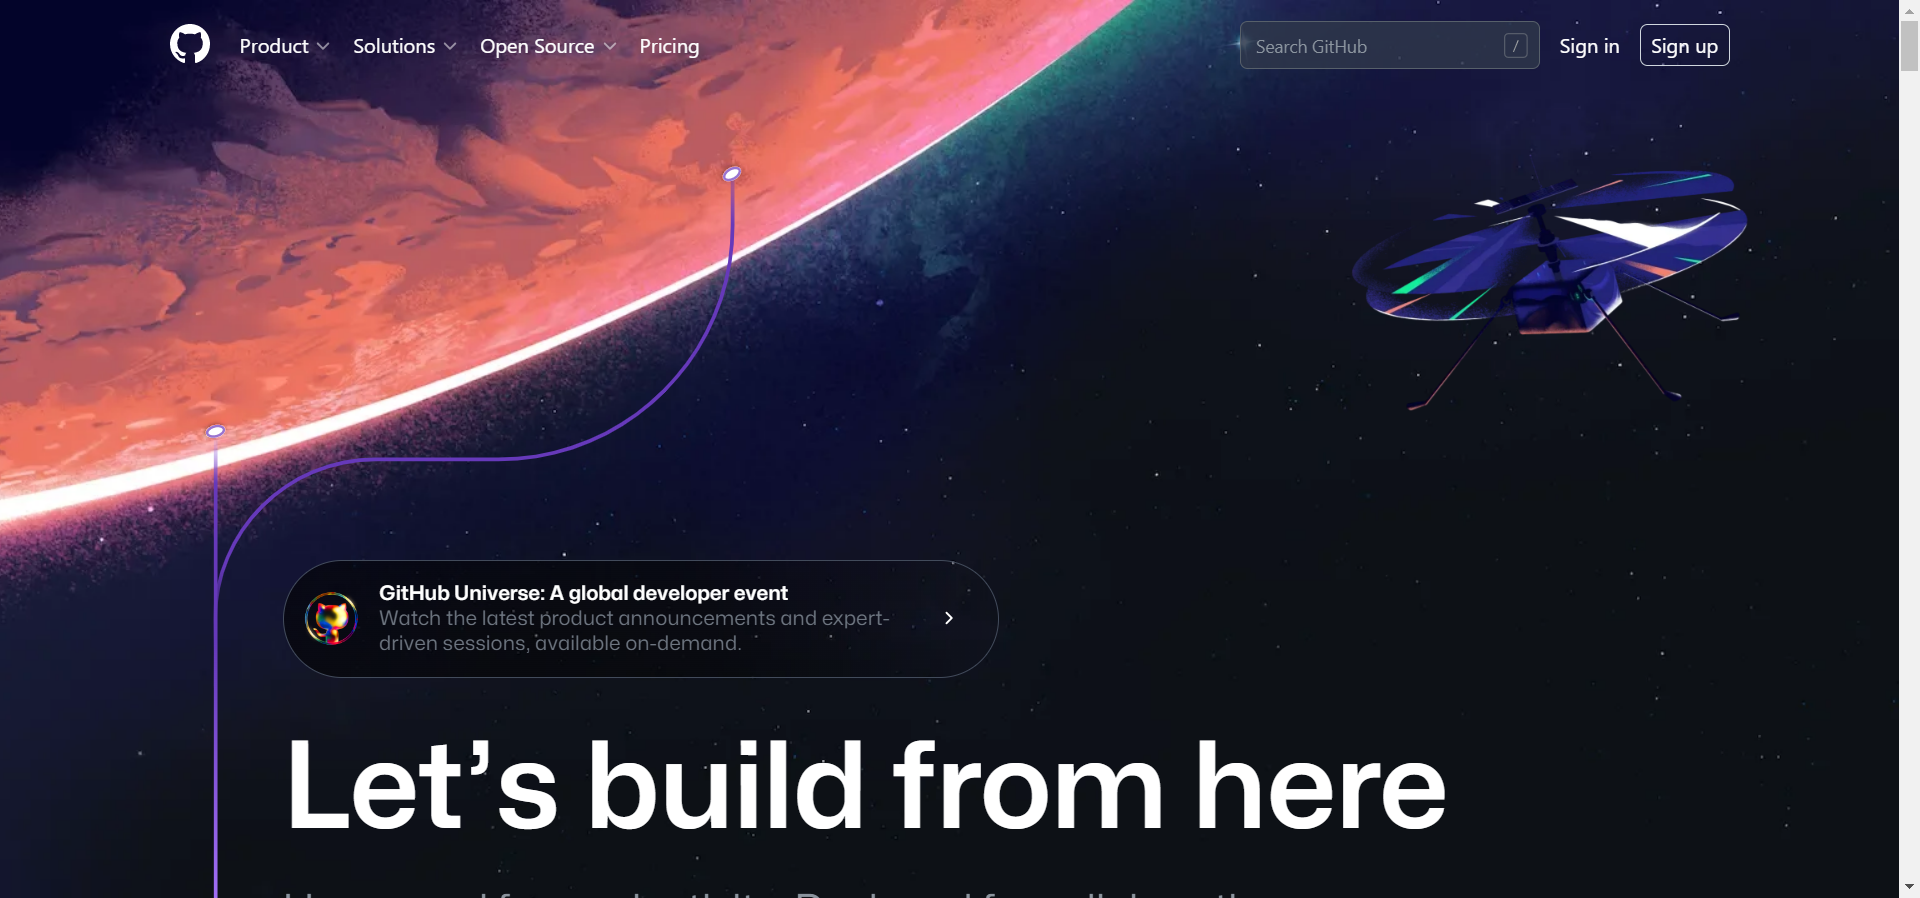 Product
Solutions
Open Source
Pricing
Search GitHub
/
Sign in
Sign up
GitHub Universe: A global developer event
Watch the latest product announcements and expert-
driven sessions, available on-demand.
Let’s build from here